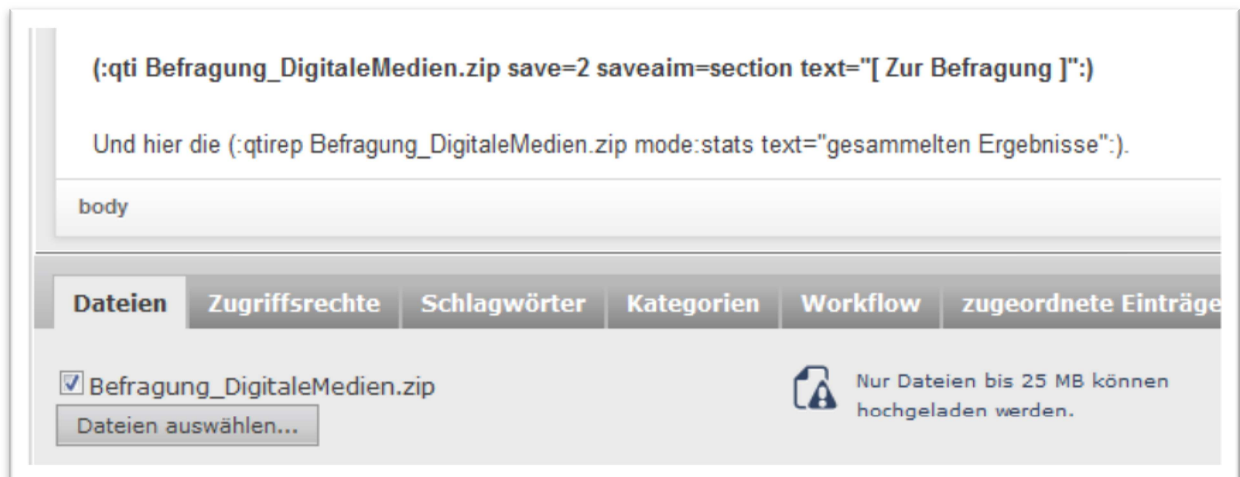 (:qti Befragung_DigitaleMedien.zip save=2 saveaim=section text="[ Zur Befragung ]":)
Und hier die (:qtirep Befragung_DigitaleMedien.zip mode:stats text="gesammelten Ergebnisse":).
body
Dateien Zugriffsrechte Schlagwörter Kategorien Workflow zugeordnete Einträge
Befragung_DigitaleMedien.zip
Dateien auswählen...
Nur Dateien bis 25 MB können
hochgeladen werden.